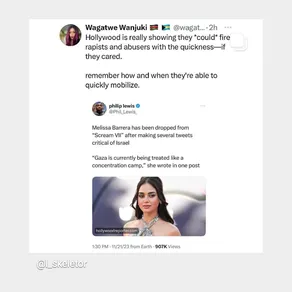 Wagatwe Wanjuki 🇰🇪 @wagat... · 2h ...
Hollywood is really showing they *could* fire
rapists and abusers with the quickness—if
they cared.
remember how and when they're able to
quickly mobilize.
philip lewis
@Phil_Lewis_
Melissa Barrera has been dropped from
"Scream VII" after making several tweets
critical of Israel
"Gaza is currently being treated like a
concentration camp," she wrote in one post
hollywoodreporter.com
1:30 PM · 11/21/23 from Earth · 907K Views
@i_skeletor